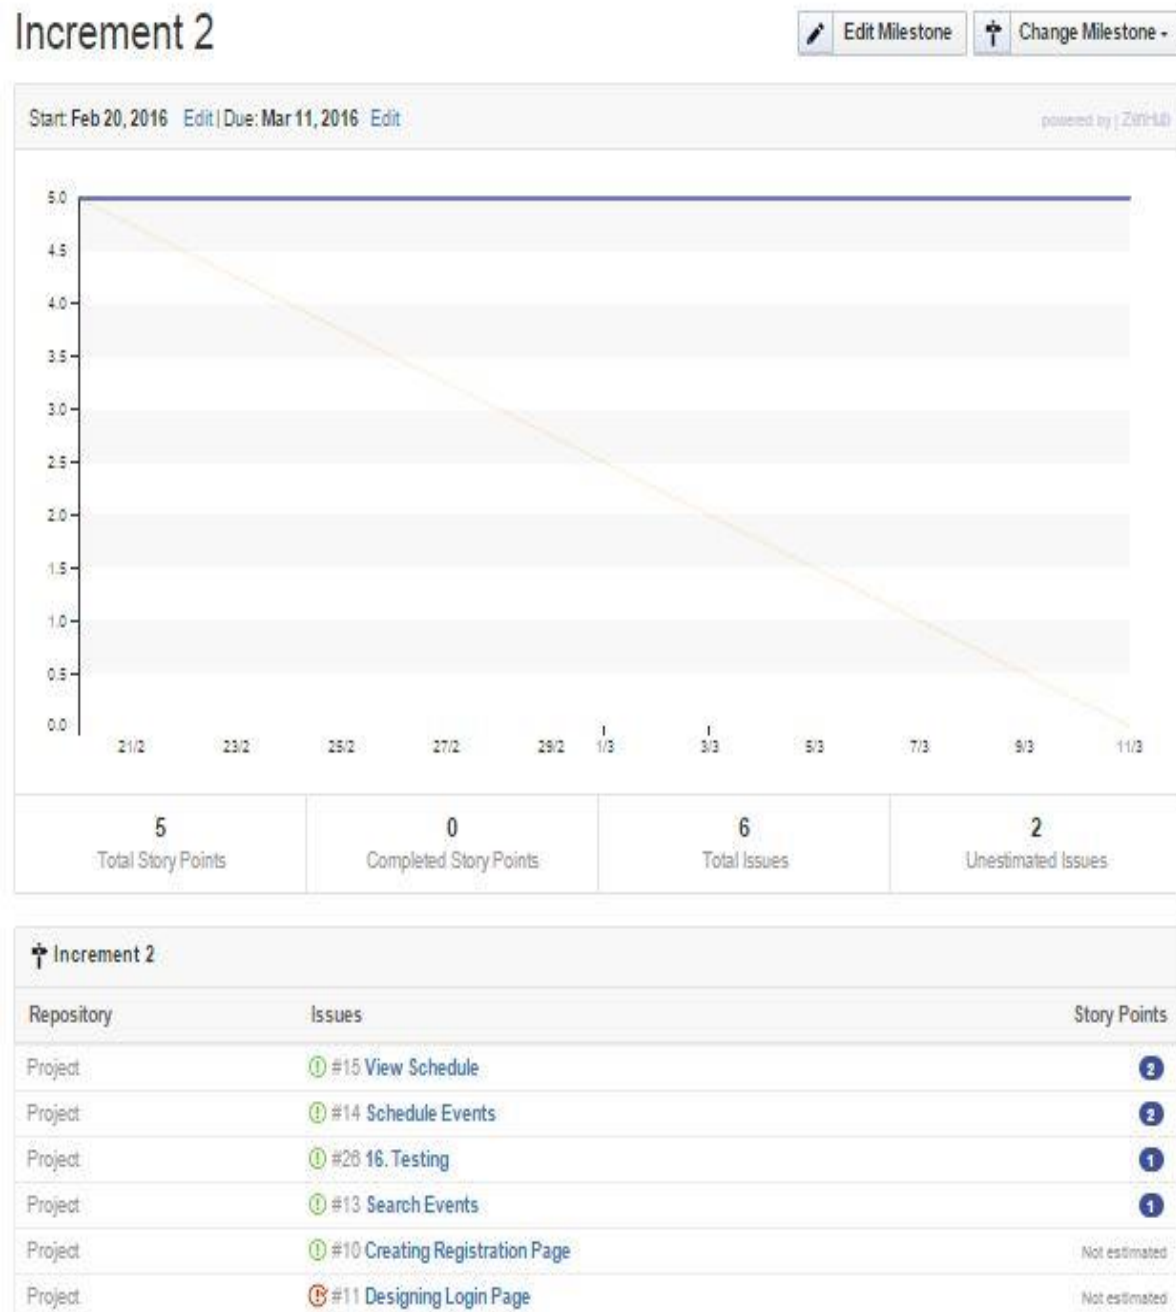 Increment 2
Edit Milestone
Change Milestone
Start: Feb 20, 2016 Edit | Due: Mar 11, 2016 Edit
powered by | ZenHub
5.0
4.5
4.0
3.5
3.0
2.5
2.0
1.5
1.0
0.5
0.0
21/2 23/2 25/2 27/2 29/2 1/3 3/3 5/3 7/3 9/3 11/3
5 0 6 2
Total Story Points Completed Story Points Total Issues Unestimated Issues
Increment 2
Repository Issues Story Points
Project #15 View Schedule 2
Project #14 Schedule Events 2
Project #26 16. Testing 1
Project #13 Search Events 1
Project #10 Creating Registration Page Not estimated
Project #11 Designing Login Page Not estimated